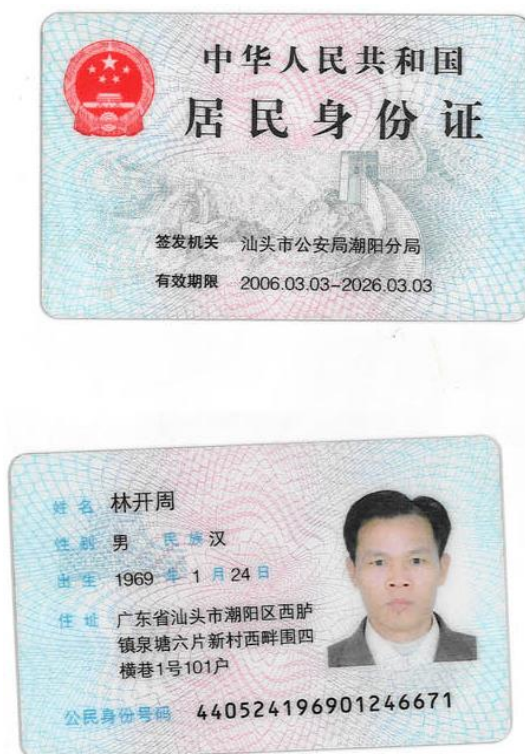 中华人民共和国
居民身份证
签发机关 汕头市公安局潮阳分局
有效期限 2006.03.03-2026.03.03
姓名 林开周
性别 男 民族 汉
出生 1969 年 1 月 24 日
住址 广东省汕头市潮阳区西胪
镇泉塘六片新村西畔围四
横巷1号101户
公民身份号码 440524196901246671